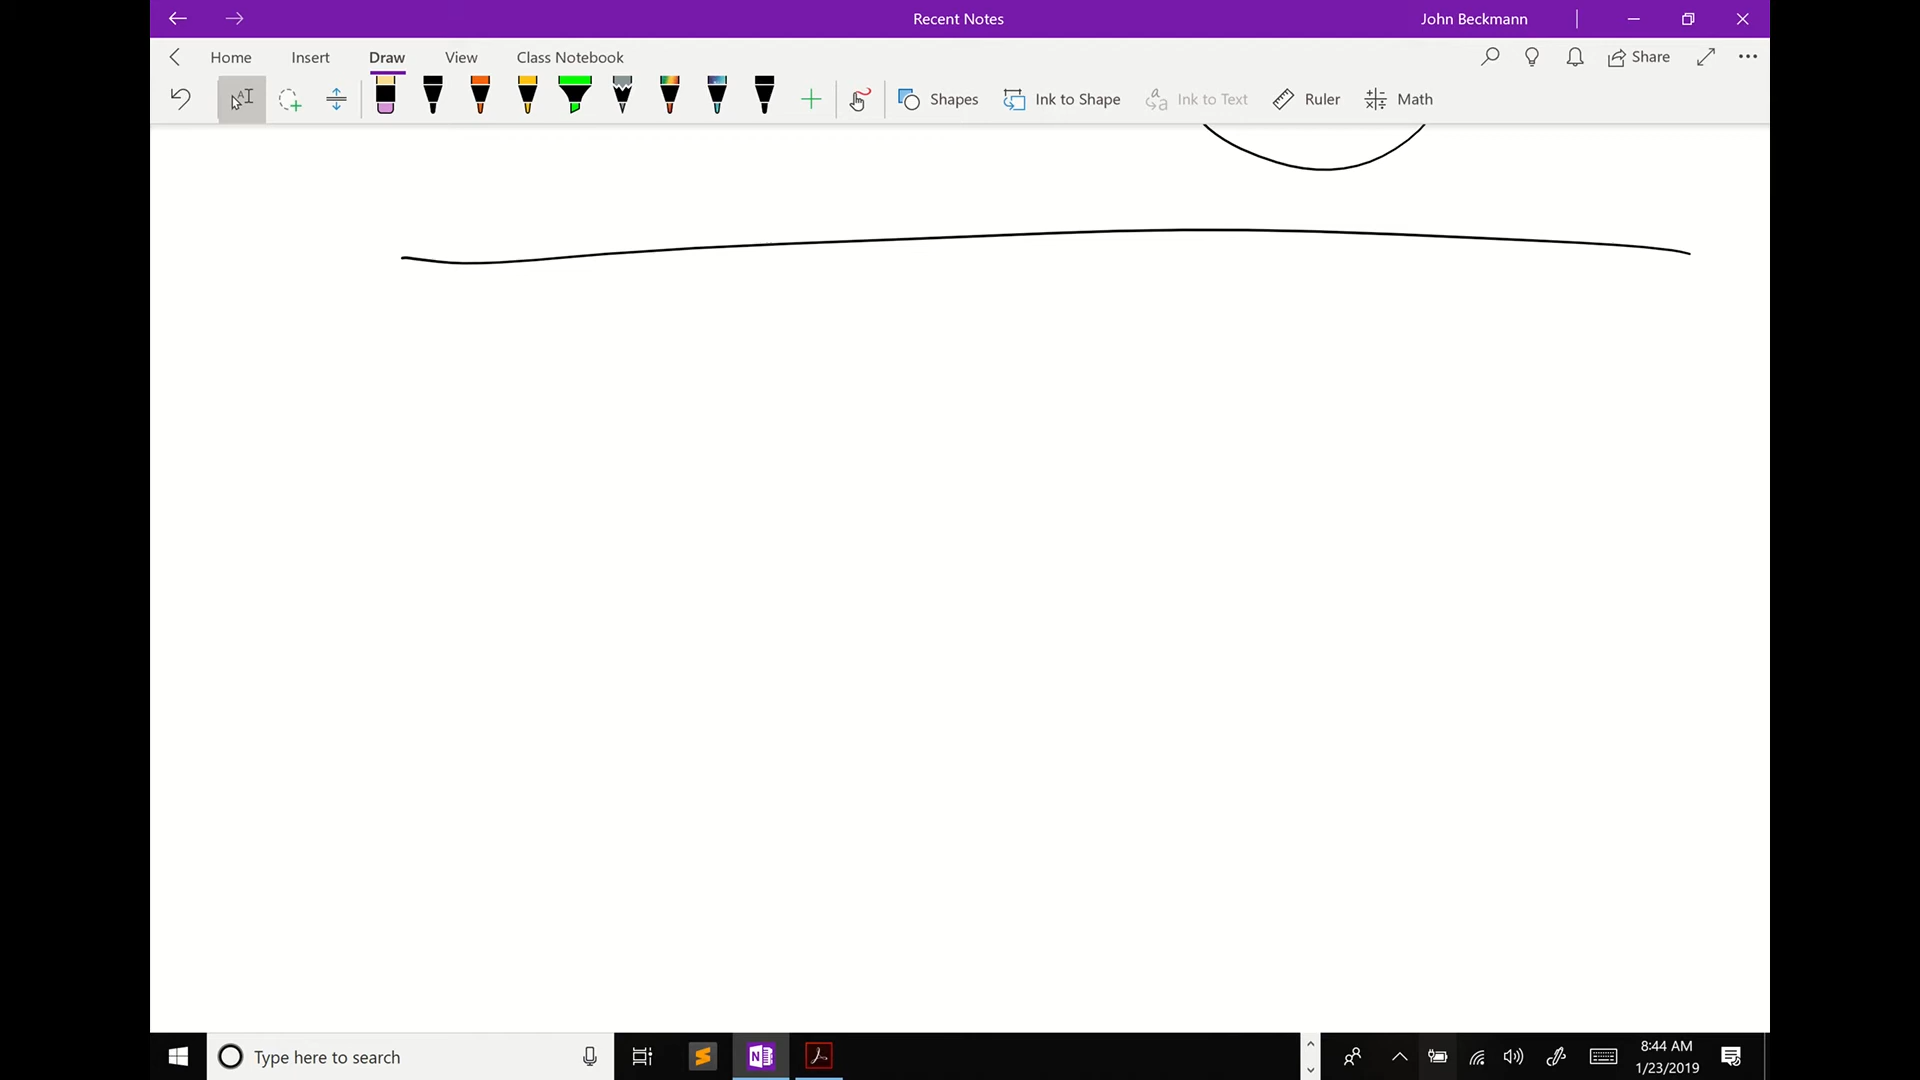 Recent Notes
John Beckmann
Home Insert Draw View Class Notebook
Share
Shapes Ink to Shape Ink to Text Ruler Math
Type here to search
8:44 AM
1/23/2019